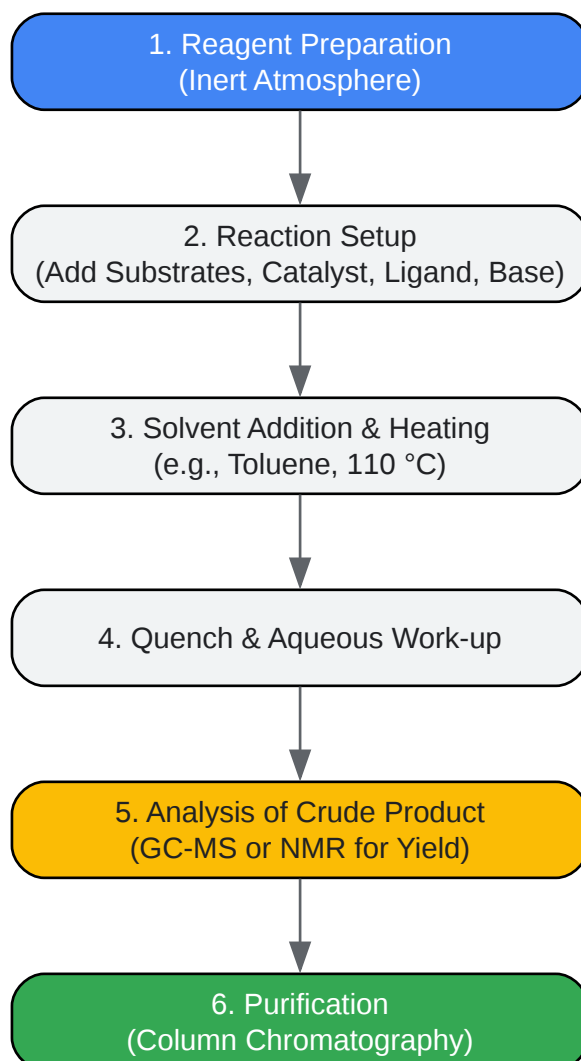 1. Reagent Preparation
(Inert Atmosphere)
2. Reaction Setup
(Add Substrates, Catalyst, Ligand, Base)
3. Solvent Addition & Heating
(e.g., Toluene, 110 °C)
4. Quench & Aqueous Work-up
5. Analysis of Crude Product
(GC-MS or NMR for Yield)
6. Purification
(Column Chromatography)